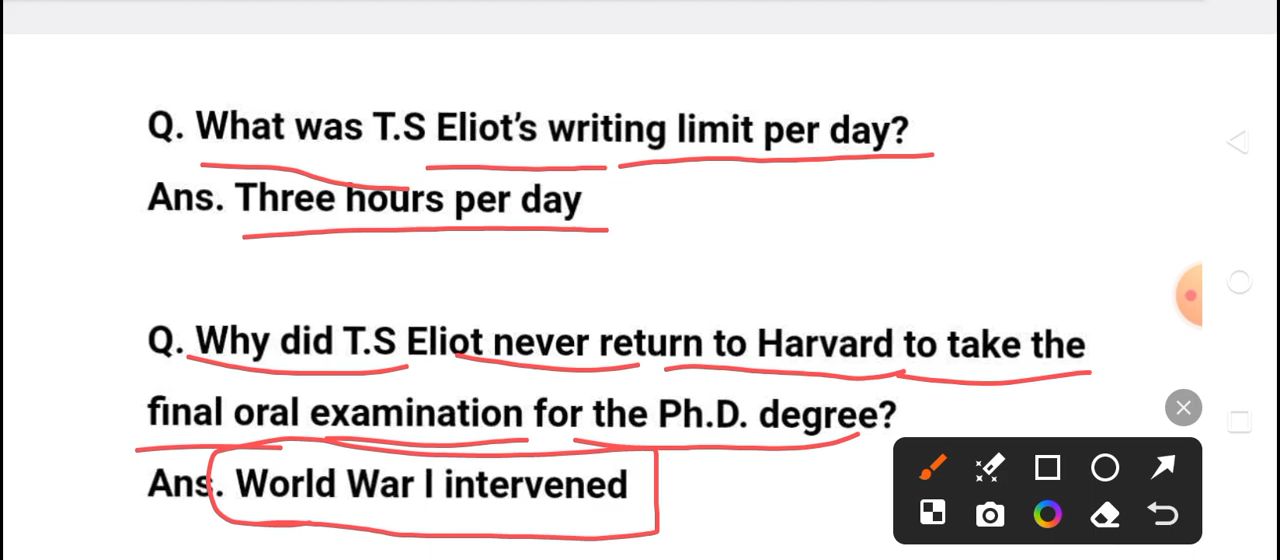 Q. What was T.S Eliot’s writing limit per day?
Ans. Three hours per day
Q. Why did T.S Eliot never return to Harvard to take the
final oral examination for the Ph.D. degree?
Ans. World War I intervened